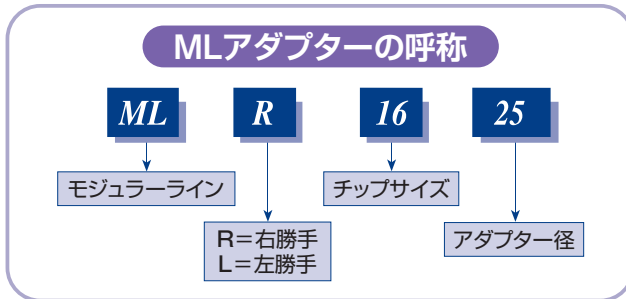 MLアダプターの呼称
ML R 16 25
モジュラーライン
チップサイズ
R＝右勝手
L＝左勝手
アダプター径